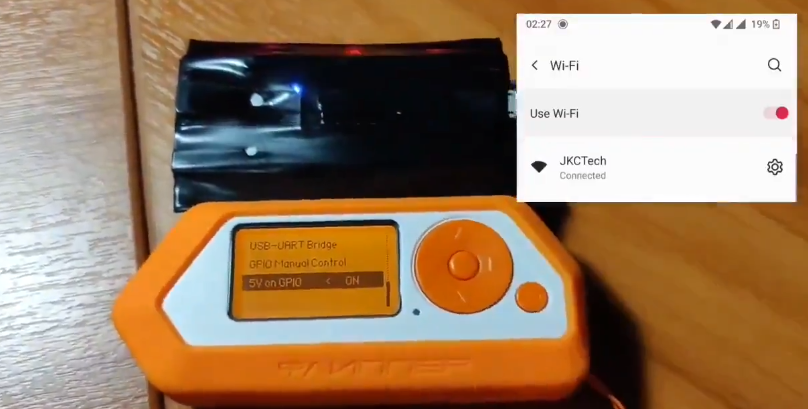 USB-UART Bridge
GPIO Manual Control
5V on GPIO < ON
02:27 19%
Wi-Fi
Use Wi-Fi
JKCTech
Connected